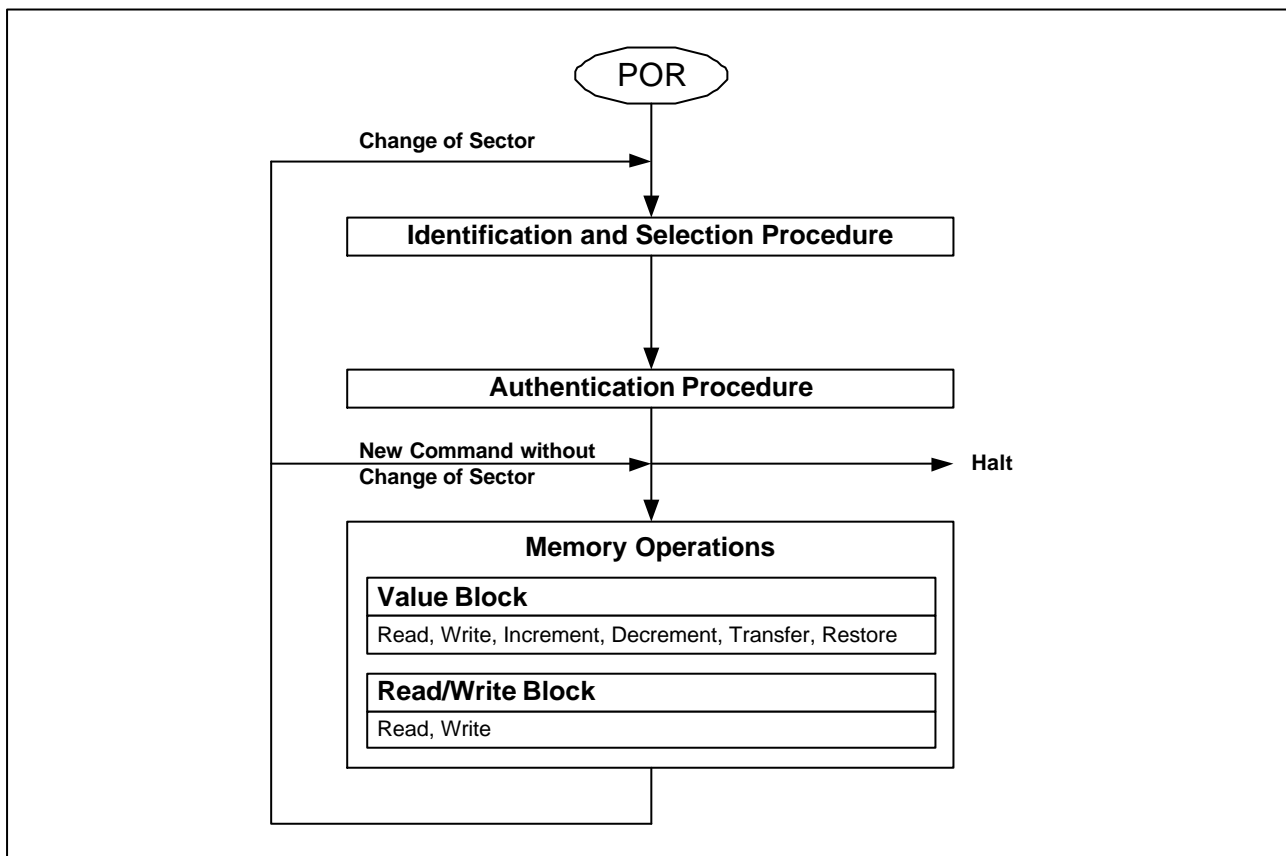 POR
Change of Sector
Identification and Selection Procedure
Authentication Procedure
New Command without
Change of Sector
Halt
Memory Operations
Value Block
Read, Write, Increment, Decrement, Transfer, Restore
Read/Write Block
Read, Write